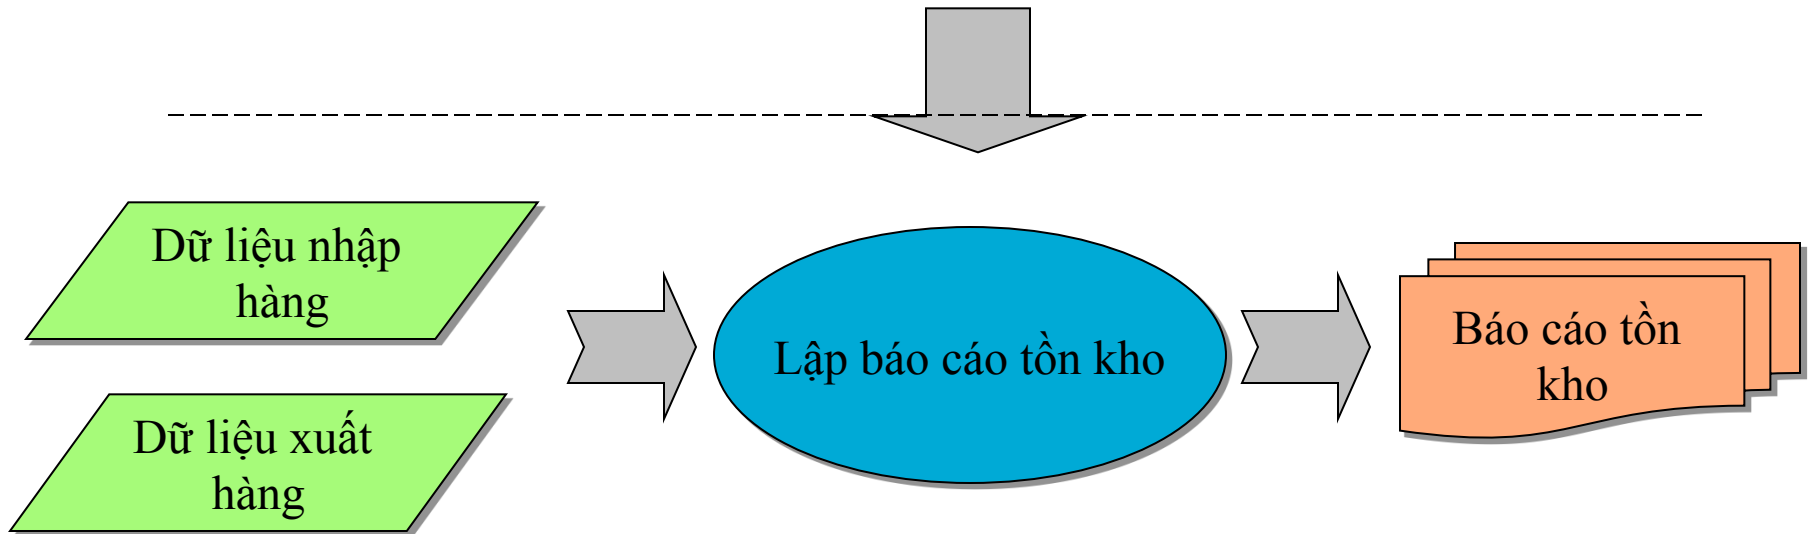 Dữ liệu nhập
hàng
Dữ liệu xuất
hàng
Lập báo cáo tồn kho
Báo cáo tồn
kho